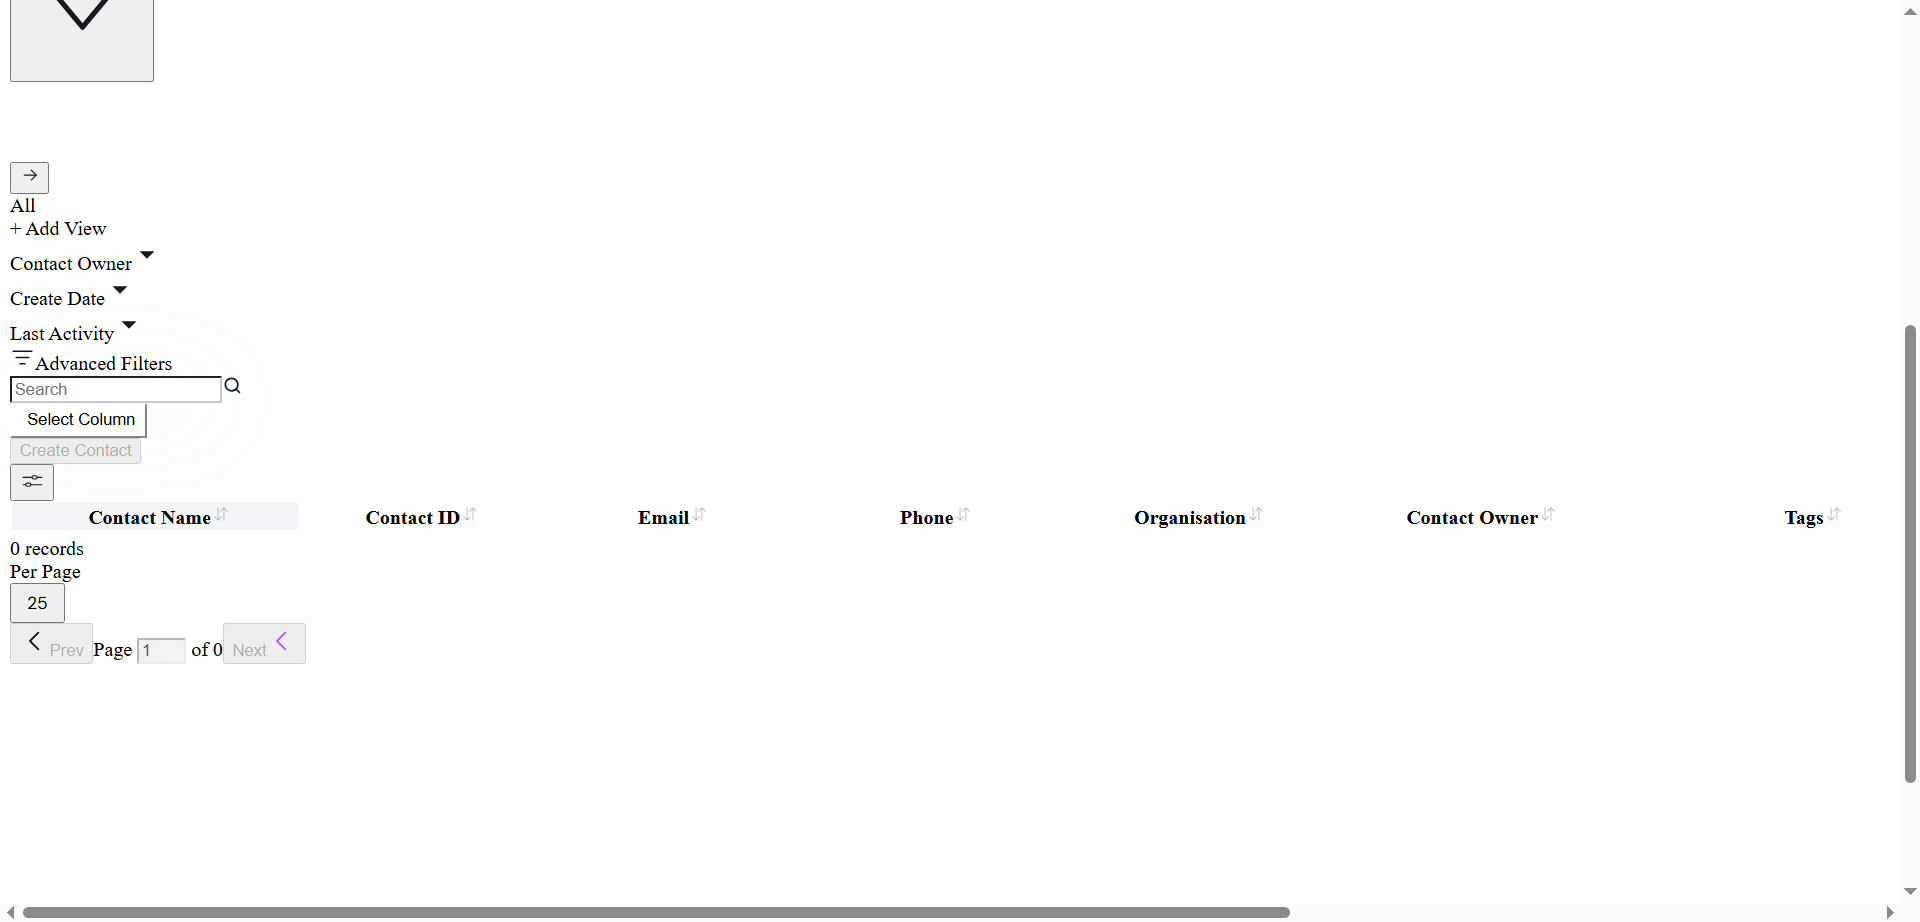 All
+ Add View
Contact Owner
Create Date
Last Activity
Advanced Filters
Search
Select Column
Create Contact
Contact Name Contact ID Email Phone Organisation Contact Owner Tags
0 records
Per Page
25
Prev Page 1 of 0 Next